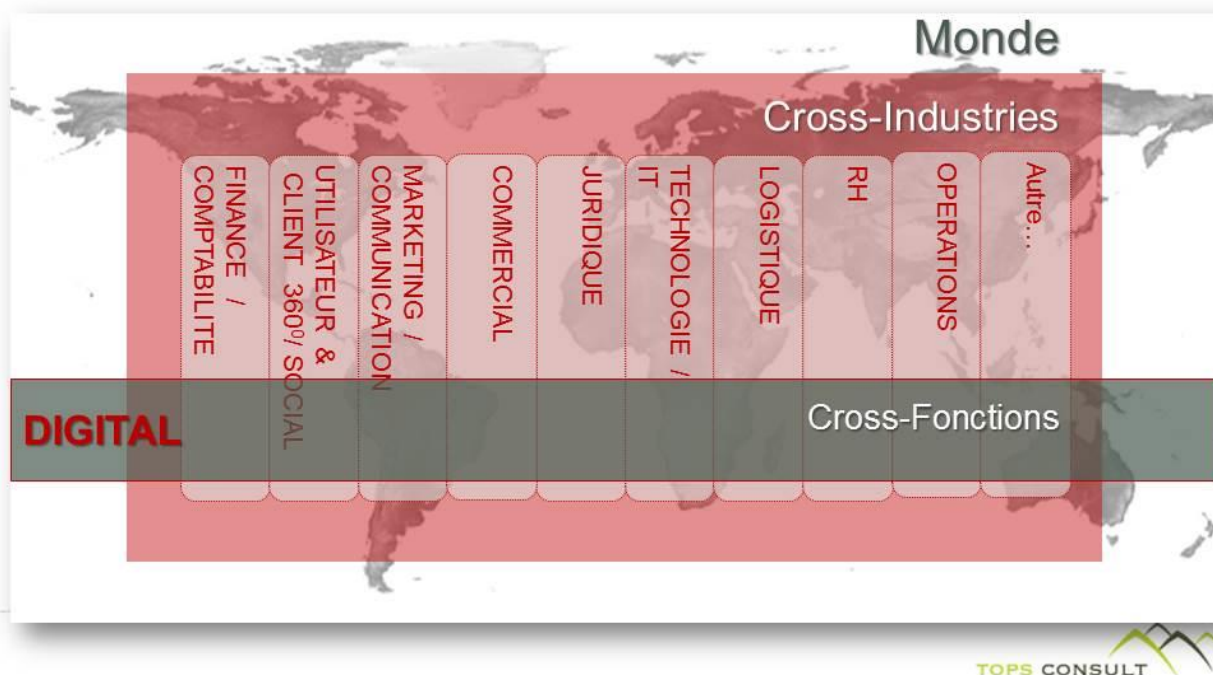 Monde
Cross-Industries
FINANCE /
COMPTABILITE
UTILISATEUR &
CLIENT 360⁰/ SOCIAL
MARKETING /
COMMUNICATION
COMMERCIAL
JURIDIQUE
TECHNOLOGIE /
IT
LOGISTIQUE
RH
OPERATIONS
Autre...
DIGITAL
Cross-Fonctions
TOPS CONSULT